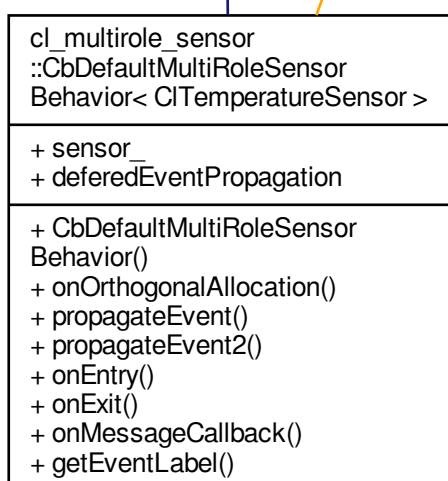 cl_multirole_sensor
::CbDefaultMultiRoleSensor
Behavior< ClTemperatureSensor >
+ sensor_
+ deferedEventPropagation
+ CbDefaultMultiRoleSensor
Behavior()
+ onOrthogonalAllocation()
+ propagateEvent()
+ propagateEvent2()
+ onEntry()
+ onExit()
+ onMessageCallback()
+ getEventLabel()